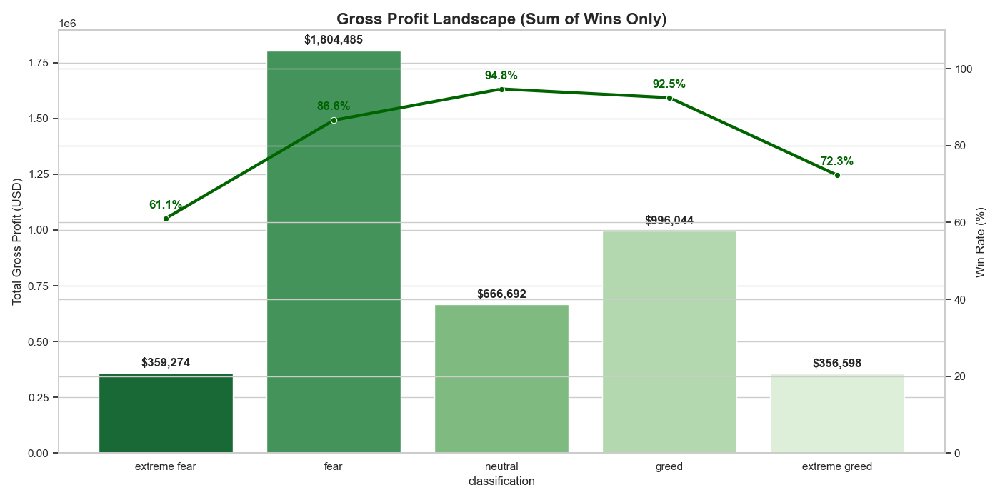 Gross Profit Landscape (Sum of Wins Only)
1e6
$1,804,485
1.75
100
94.8%
92.5%
86.6%
1.50
80
72.3%
1.25
61.1%
Total Gross Profit (USD)
Win Rate (%)
$996,044
1.00
60
0.75
$666,692
40
0.50
$359,274
$356,598
20
0.25
0.00
0
extreme fear
fear
neutral
greed
extreme greed
classification